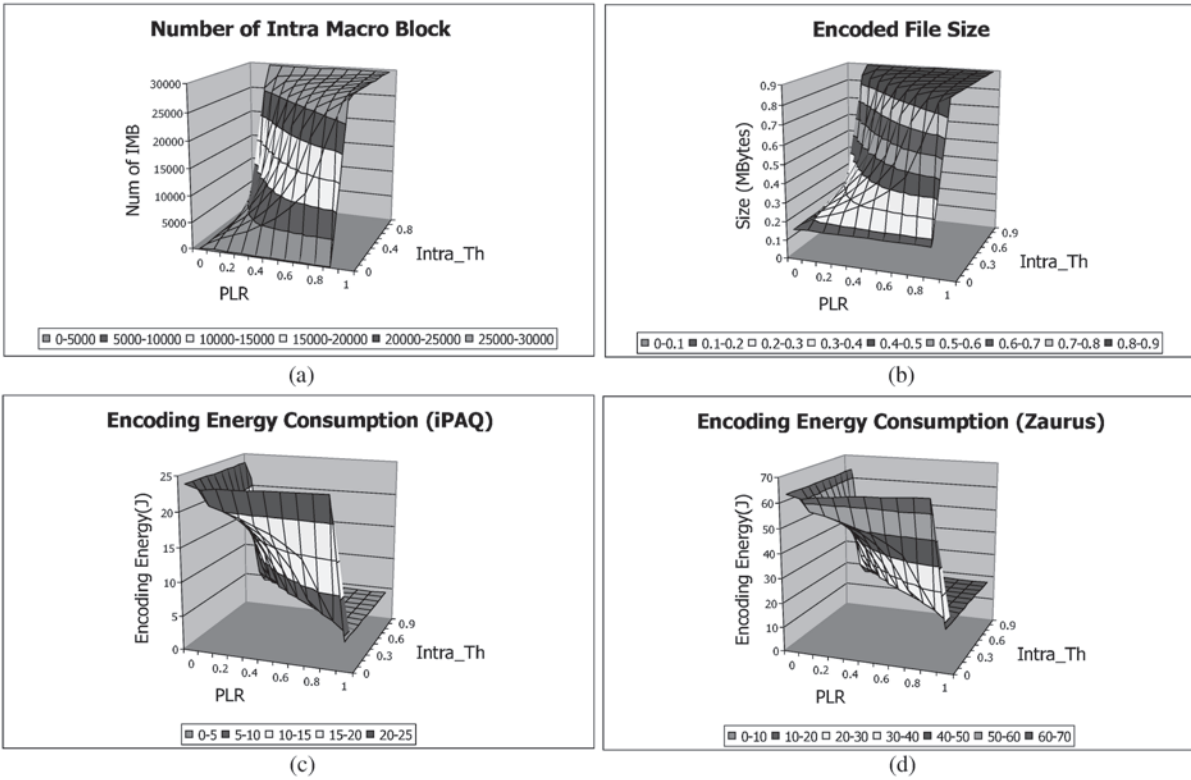 Number of Intra Macro Block
30000
25000
20000
15000
10000
5000
0
Num of IMB
0
0.2
0.4
0.6
0.8
1
PLR
0
0.4
0.8
Intra_Th
0-5000 5000-10000 10000-15000 15000-20000 20000-25000 25000-30000
(a)
Encoded File Size
0.9
0.8
0.7
0.6
0.5
0.4
0.3
0.2
0.1
0
Size (MBytes)
0
0.2
0.4
0.6
0.8
1
PLR
0
0.3
0.6
0.9
Intra_Th
0-0.1 0.1-0.2 0.2-0.3 0.3-0.4 0.4-0.5 0.5-0.6 0.6-0.7 0.7-0.8 0.8-0.9
(b)
Encoding Energy Consumption (iPAQ)
25
20
15
10
5
0
Encoding Energy(J)
0
0.2
0.4
0.6
0.8
1
PLR
0
0.3
0.6
0.9
Intra_Th
0-5 5-10 10-15 15-20 20-25
(c)
Encoding Energy Consumption (Zaurus)
70
60
50
40
30
20
10
0
Encoding Energy(J)
0
0.2
0.4
0.6
0.8
1
PLR
0
0.3
0.6
0.9
Intra_Th
0-10 10-20 20-30 30-40 40-50 50-60 60-70
(d)